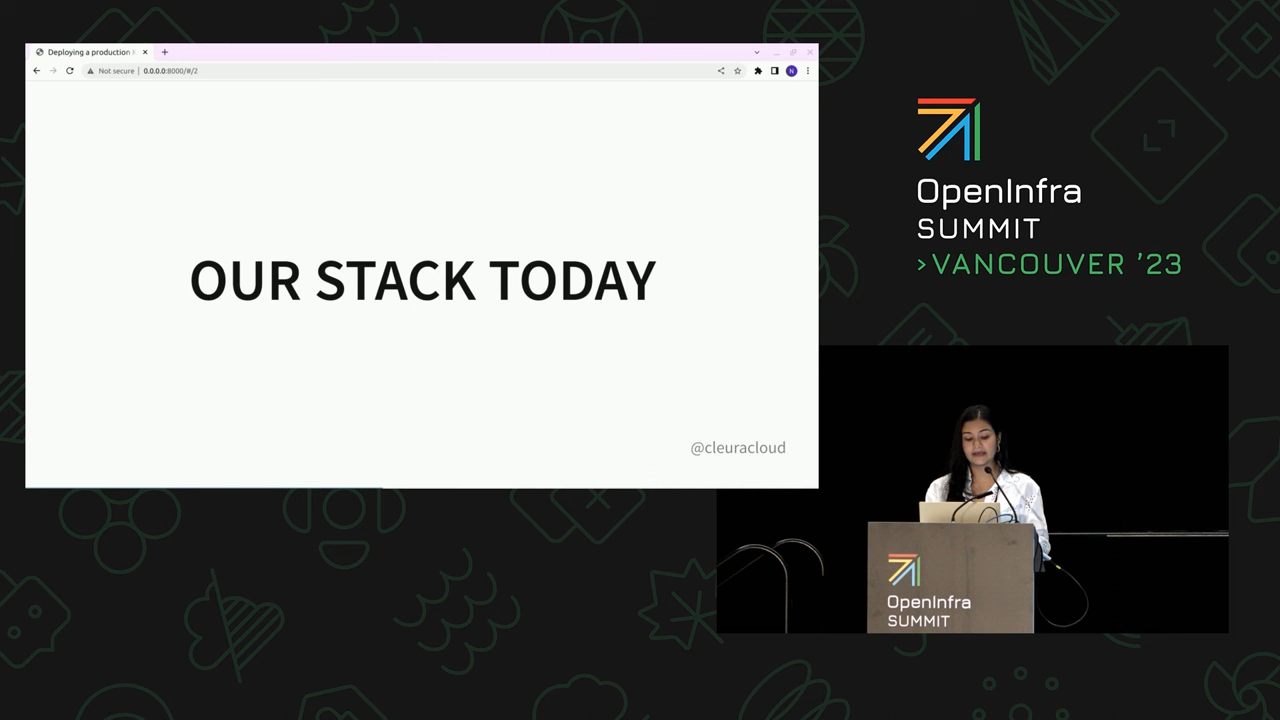 Deploying a production
Not secure
0.0.0.0:8000/#/2
N
OUR STACK TODAY
@cleuracloud
OpenInfra
SUMMIT
>VANCOUVER '23
OpenInfra
SUMMIT